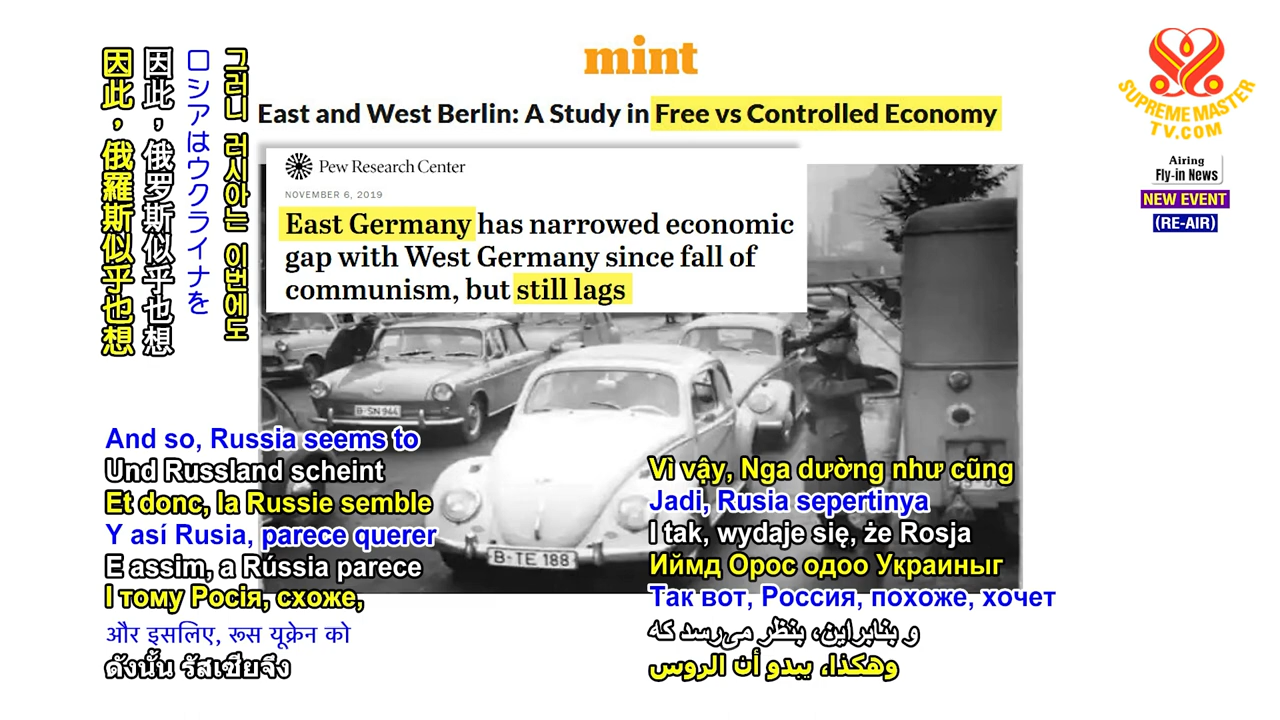 mint
East and West Berlin: A Study in Free vs Controlled Economy
Pew Research Center
NOVEMBER 6, 2019
East Germany has narrowed economic
gap with West Germany since fall of
communism, but still lags
SUPREME MASTER
TV.COM
Airing
Fly-in News
NEW EVENT
(RE-AIR)
因此，俄羅斯似乎也想
因此，俄罗斯似乎也想
ロシアはウクライナを
그러니 러시아는 이번에도
B-SN 944
B-TE 188
And so, Russia seems to
Und Russland scheint
Et donc, la Russie semble
Y así Rusia, parece querer
E assim, a Rússia parece
І тому Росія, схоже,
और इसलिए, रूस यूक्रेन को
ดังนั้น รัสเซียจึง
Vì vậy, Nga dường như cũng
Jadi, Rusia sepertinya
I tak, wydaje się, że Rosja
Иймд Орос одоо Украиныг
Так вот, Россия, похоже, хочет
و بنابراین، بنظر می‌رسد که
وهكذا، يبدو أن الروس